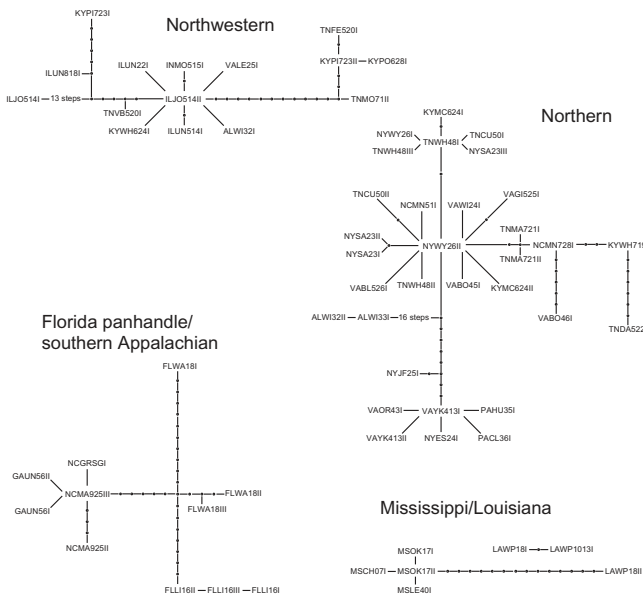 Northwestern
KYPI723I
ILUN818I
ILJO514I
13 steps
TNVB520I
ILUN22I
INMO515I
VALE25I
ILJO514II
KYWH624I
ILUN514I
ALWI32I
TNFE520I
KYPI723II
KYPO628I
TNMO71II
Northern
KYMC624I
NYWY26I
TNWH48I
TNCU50I
TNWH48III
NYSA23III
TNCU50II
NCMN51I
VAWI24I
VAGI525I
NYSA23II
NYSA23I
NYWY26II
TNMA721I
TNMA721II
NCMN728I
KYWH719
VABL526I
TNWH48II
VABO45I
KYMC624II
VABO46I
TNDA522
ALWI32II
ALWI33I
16 steps
NYJF25I
VAOR43I
VAYK413I
PAHU35I
VAYK413II
NYES24I
PACL36I
Florida panhandle/
southern Appalachian
FLWA18I
NCGRSGI
GAUN56II
NCMA925III
GAUN56I
NCMA925II
FLWA18II
FLWA18III
FLLI16II
FLLI16III
FLLI16I
Mississippi/Louisiana
MSOK17I
MSCH07I
MSOK17II
MSLE40I
LAWP18I
LAWP1013I
LAWP18II